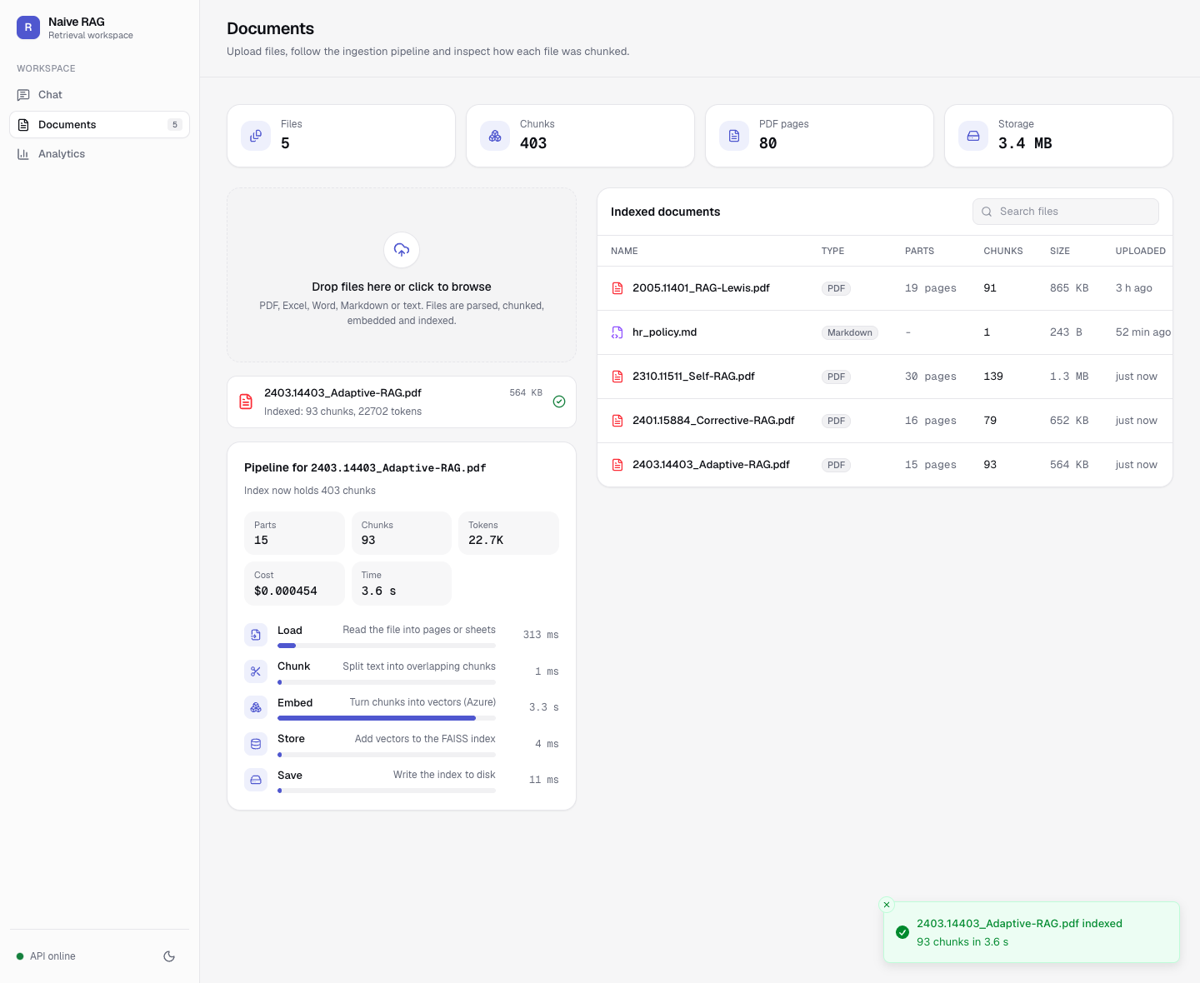 R
Naive RAG
Retrieval workspace
WORKSPACE
Chat
Documents 5
Analytics
API online
Documents
Upload files, follow the ingestion pipeline and inspect how each file was chunked.
Files
5
Chunks
403
PDF pages
80
Storage
3.4 MB
Drop files here or click to browse
PDF, Excel, Word, Markdown or text. Files are parsed, chunked,
embedded and indexed.
2403.14403_Adaptive-RAG.pdf 564 KB
Indexed: 93 chunks, 22702 tokens
Pipeline for 2403.14403_Adaptive-RAG.pdf
Index now holds 403 chunks
Parts
15
Chunks
93
Tokens
22.7K
Cost
$0.000454
Time
3.6 s
Load Read the file into pages or sheets 313 ms
Chunk Split text into overlapping chunks 1 ms
Embed Turn chunks into vectors (Azure) 3.3 s
Store Add vectors to the FAISS index 4 ms
Save Write the index to disk 11 ms
Indexed documents
Search files
NAME TYPE PARTS CHUNKS SIZE UPLOADED
2005.11401_RAG-Lewis.pdf PDF 19 pages 91 865 KB 3 h ago
hr_policy.md Markdown - 1 243 B 52 min ago
2310.11511_Self-RAG.pdf PDF 30 pages 139 1.3 MB just now
2401.15884_Corrective-RAG.pdf PDF 16 pages 79 652 KB just now
2403.14403_Adaptive-RAG.pdf PDF 15 pages 93 564 KB just now
2403.14403_Adaptive-RAG.pdf indexed
93 chunks in 3.6 s